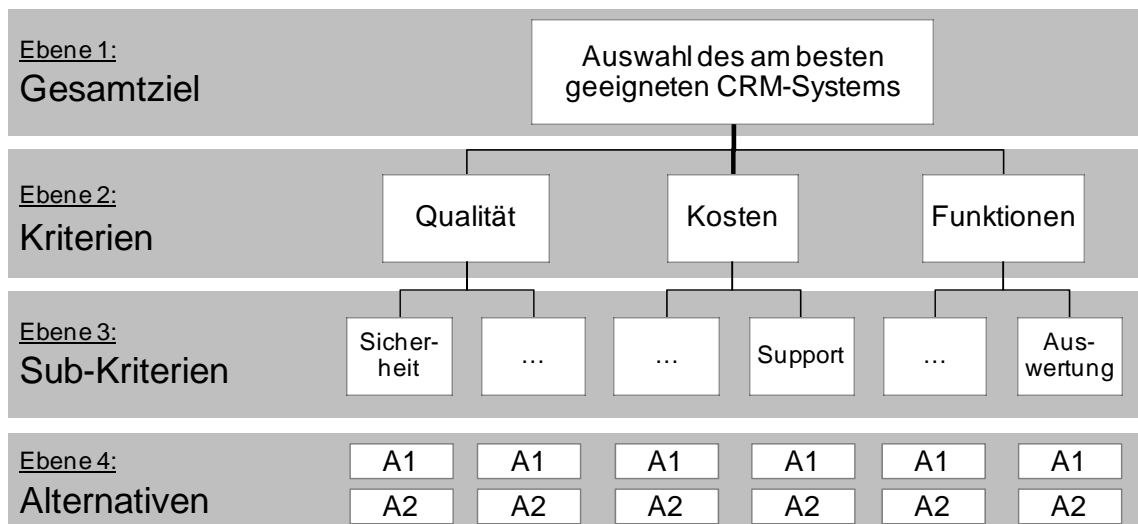 Ebene 1:
Gesamtziel
Auswahl des am besten
geeigneten CRM-Systems
Ebene 2:
Kriterien
Qualität
Kosten
Funktionen
Ebene 3:
Sub-Kriterien
Sicher-
heit
...
...
Support
...
Aus-
wertung
Ebene 4:
Alternativen
A1
A1
A1
A1
A1
A1
A2
A2
A2
A2
A2
A2